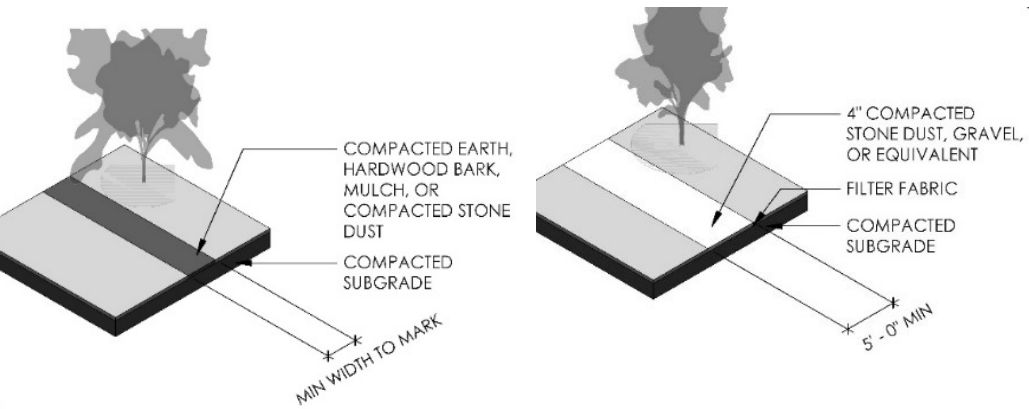 COMPACTED EARTH,
HARDWOOD BARK,
MULCH, OR
COMPACTED STONE
DUST
COMPACTED
SUBGRADE
MIN WIDTH TO MARK
4" COMPACTED
STONE DUST, GRAVEL,
OR EQUIVALENT
FILTER FABRIC
COMPACTED
SUBGRADE
5' - 0" MIN